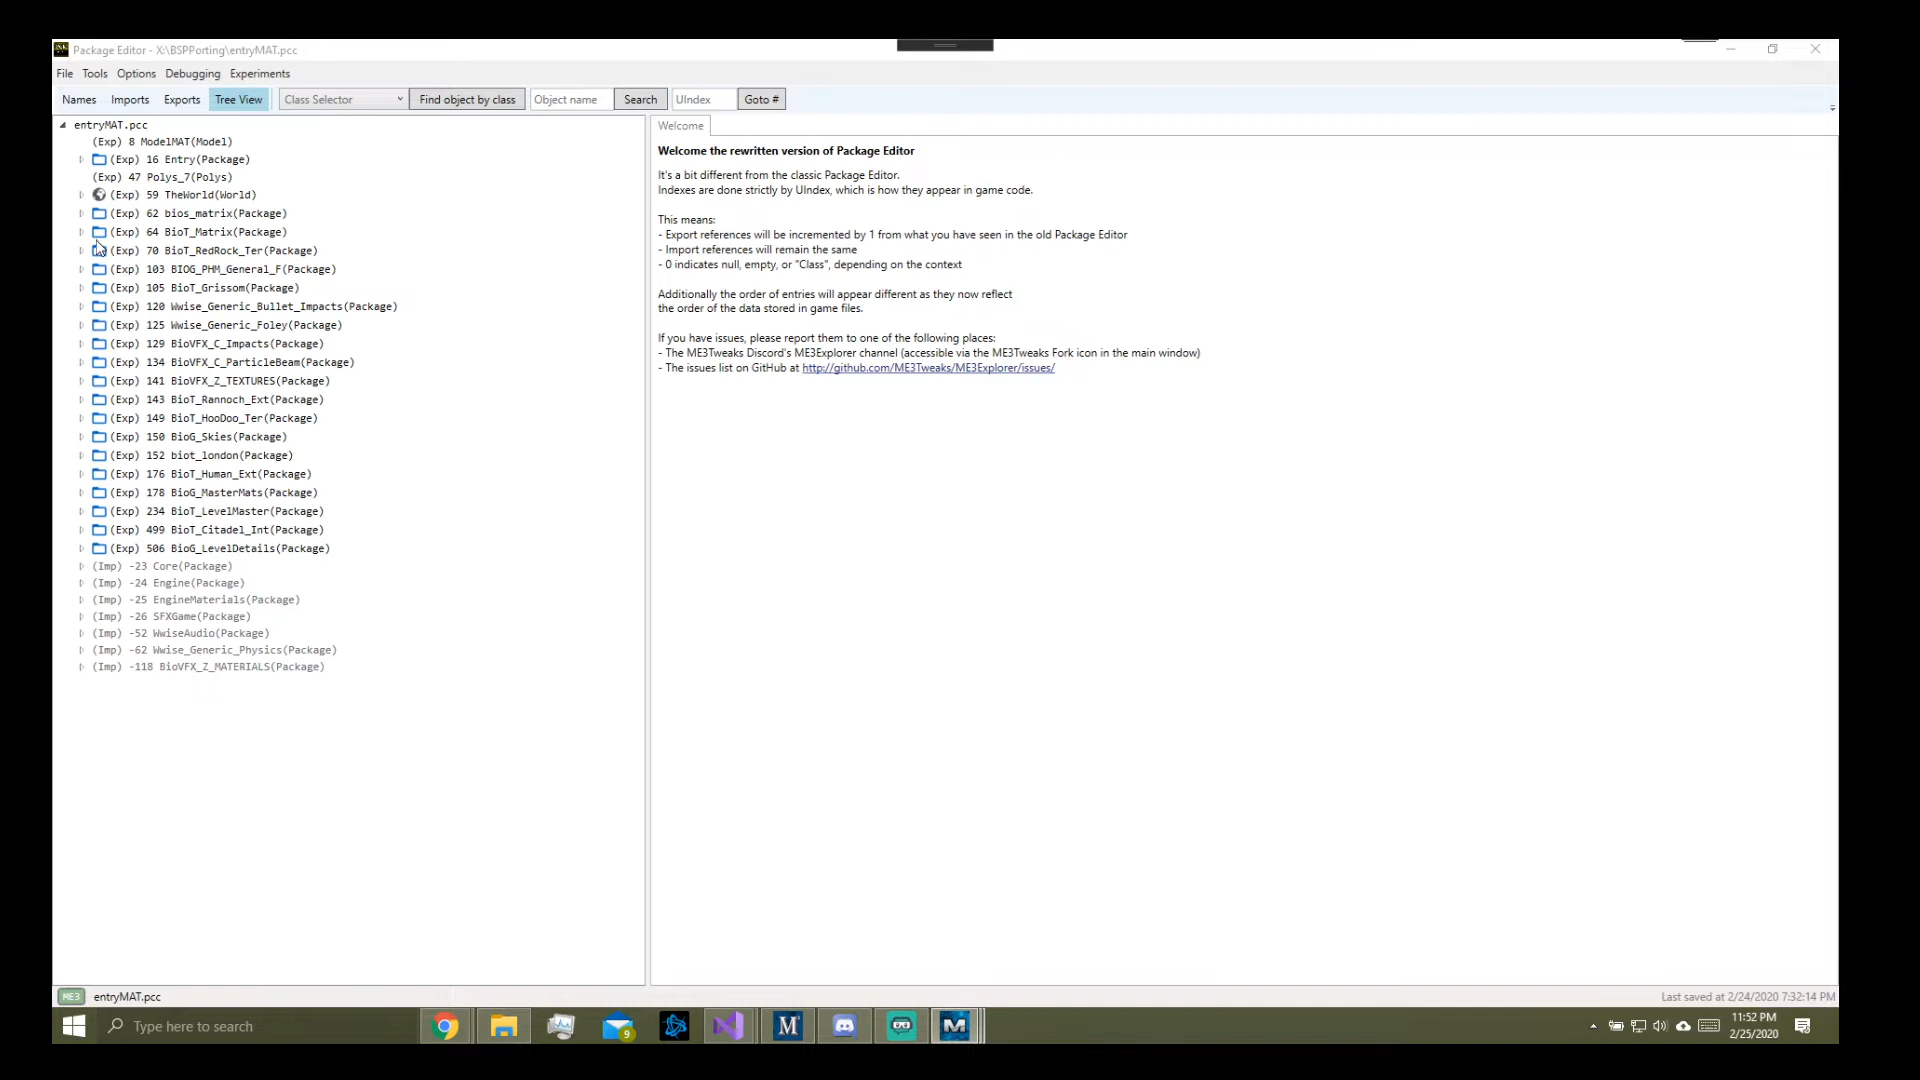 Package Editor - X:\BSPPorting\entryMAT.pcc
File Tools Options Debugging Experiments
Names Imports Exports Tree View Class Selector Find object by class Object name Search UIndex Goto #
entryMAT.pcc
(Exp) 8 ModelMAT(Model)
(Exp) 16 Entry(Package)
(Exp) 47 Polys_7(Polys)
(Exp) 59 TheWorld(World)
(Exp) 62 bios_matrix(Package)
(Exp) 64 BioT_Matrix(Package)
(Exp) 70 BioT_RedRock_Ter(Package)
(Exp) 103 BIOG_PHM_General_F(Package)
(Exp) 105 BioT_Grissom(Package)
(Exp) 120 Wwise_Generic_Bullet_Impacts(Package)
(Exp) 125 Wwise_Generic_Foley(Package)
(Exp) 129 BioVFX_C_Impacts(Package)
(Exp) 134 BioVFX_C_ParticleBeam(Package)
(Exp) 141 BioVFX_Z_TEXTURES(Package)
(Exp) 143 BioT_Rannoch_Ext(Package)
(Exp) 149 BioT_HooDoo_Ter(Package)
(Exp) 150 BioG_Skies(Package)
(Exp) 152 biot_london(Package)
(Exp) 176 BioT_Human_Ext(Package)
(Exp) 178 BioG_MasterMats(Package)
(Exp) 234 BioT_LevelMaster(Package)
(Exp) 499 BioT_Citadel_Int(Package)
(Exp) 506 BioG_LevelDetails(Package)
(Imp) -23 Core(Package)
(Imp) -24 Engine(Package)
(Imp) -25 EngineMaterials(Package)
(Imp) -26 SFXGame(Package)
(Imp) -52 WwiseAudio(Package)
(Imp) -62 Wwise_Generic_Physics(Package)
(Imp) -118 BioVFX_Z_MATERIALS(Package)
Welcome
Welcome the rewritten version of Package Editor
It's a bit different from the classic Package Editor.
Indexes are done strictly by UIndex, which is how they appear in game code.
This means:
- Export references will be incremented by 1 from what you have seen in the old Package Editor
- Import references will remain the same
- 0 indicates null, empty, or "Class", depending on the context
Additionally the order of entries will appear different as they now reflect
the order of the data stored in game files.
If you have issues, please report them to one of the following places:
- The ME3Tweaks Discord's ME3Explorer channel (accessible via the ME3Tweaks Fork icon in the main window)
- The issues list on GitHub at http://github.com/ME3Tweaks/ME3Explorer/issues/
ME3 entryMAT.pcc
Last saved at 2/24/2020 7:32:14 PM
Type here to search
9
11:52 PM
2/25/2020